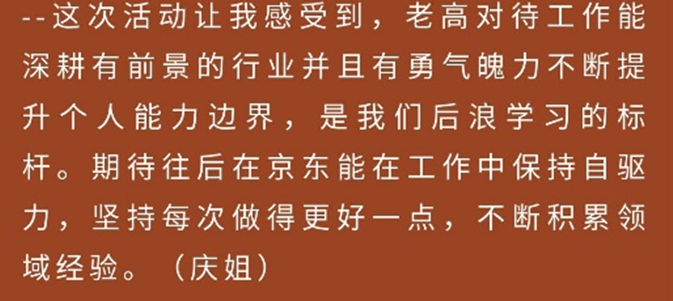 --这次活动让我感受到，老高对待工作能
深耕有前景的行业并且有勇气魄力不断提
升个人能力边界，是我们后浪学习的标
杆。期待往后在京东能在工作中保持自驱
力，坚持每次做得更好一点，不断积累领
域经验。（庆姐）